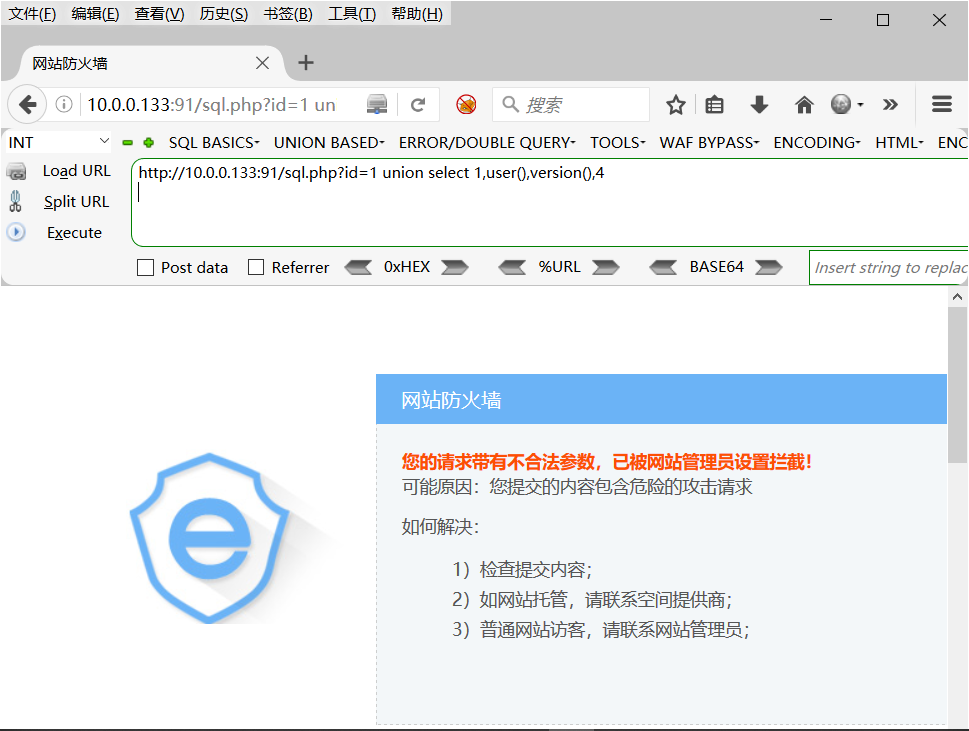 文件(F) 编辑(E) 查看(V) 历史(S) 书签(B) 工具(T) 帮助(H)
网站防火墙
10.0.0.133:91/sql.php?id=1 un 搜索
INT SQL BASICS UNION BASED ERROR/DOUBLE QUERY TOOLS WAF BYPASS ENCODING HTML ENC
Load URL http://10.0.0.133:91/sql.php?id=1 union select 1,user(),version(),4
Split URL
Execute
Post data Referrer 0xHEX %URL BASE64 Insert string to replac
网站防火墙
您的请求带有不合法参数，已被网站管理员设置拦截！
可能原因：您提交的内容包含危险的攻击请求
如何解决：
1）检查提交内容；
2）如网站托管，请联系空间提供商；
3）普通网站访客，请联系网站管理员；